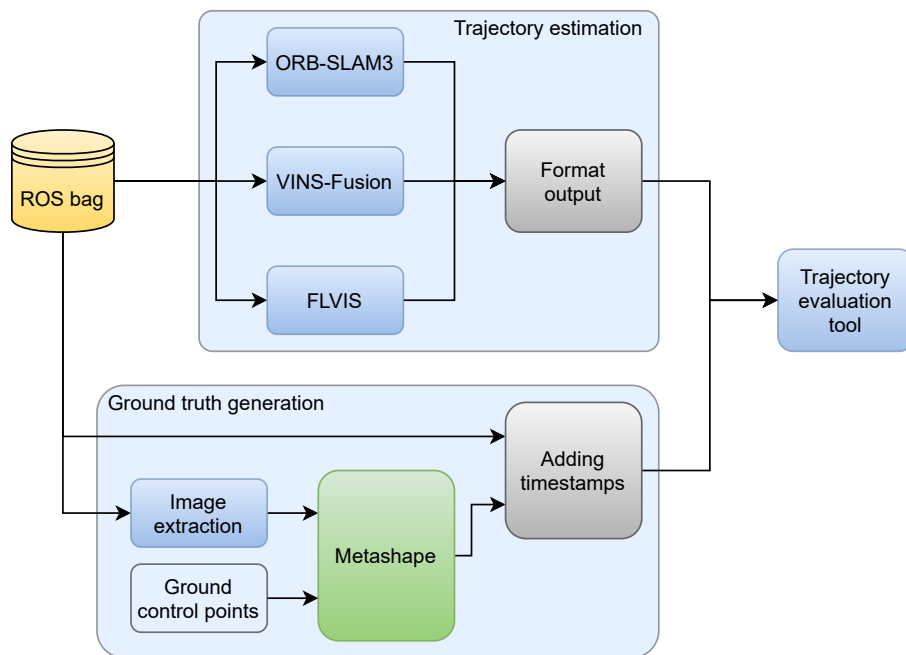 Trajectory estimation
ORB-SLAM3
ROS bag
VINS-Fusion
Format
output
FLVIS
Trajectory
evaluation
tool
Ground truth generation
Adding
timestamps
Image
extraction
Metashape
Ground
control points